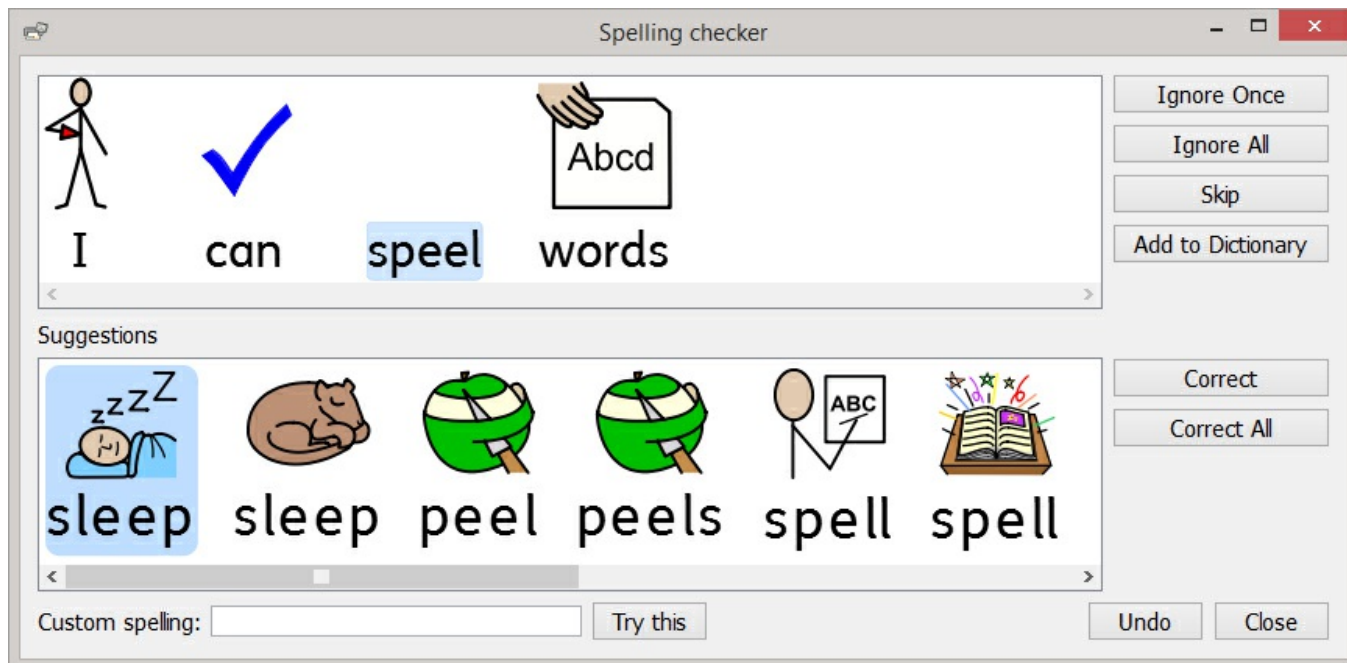 Spelling checker
Abcd
I can speel words
Ignore Once
Ignore All
Skip
Add to Dictionary
Suggestions
zzZZ
ABC
sleep sleep peel peels spell spell
Correct
Correct All
Custom spelling: Try this Undo Close